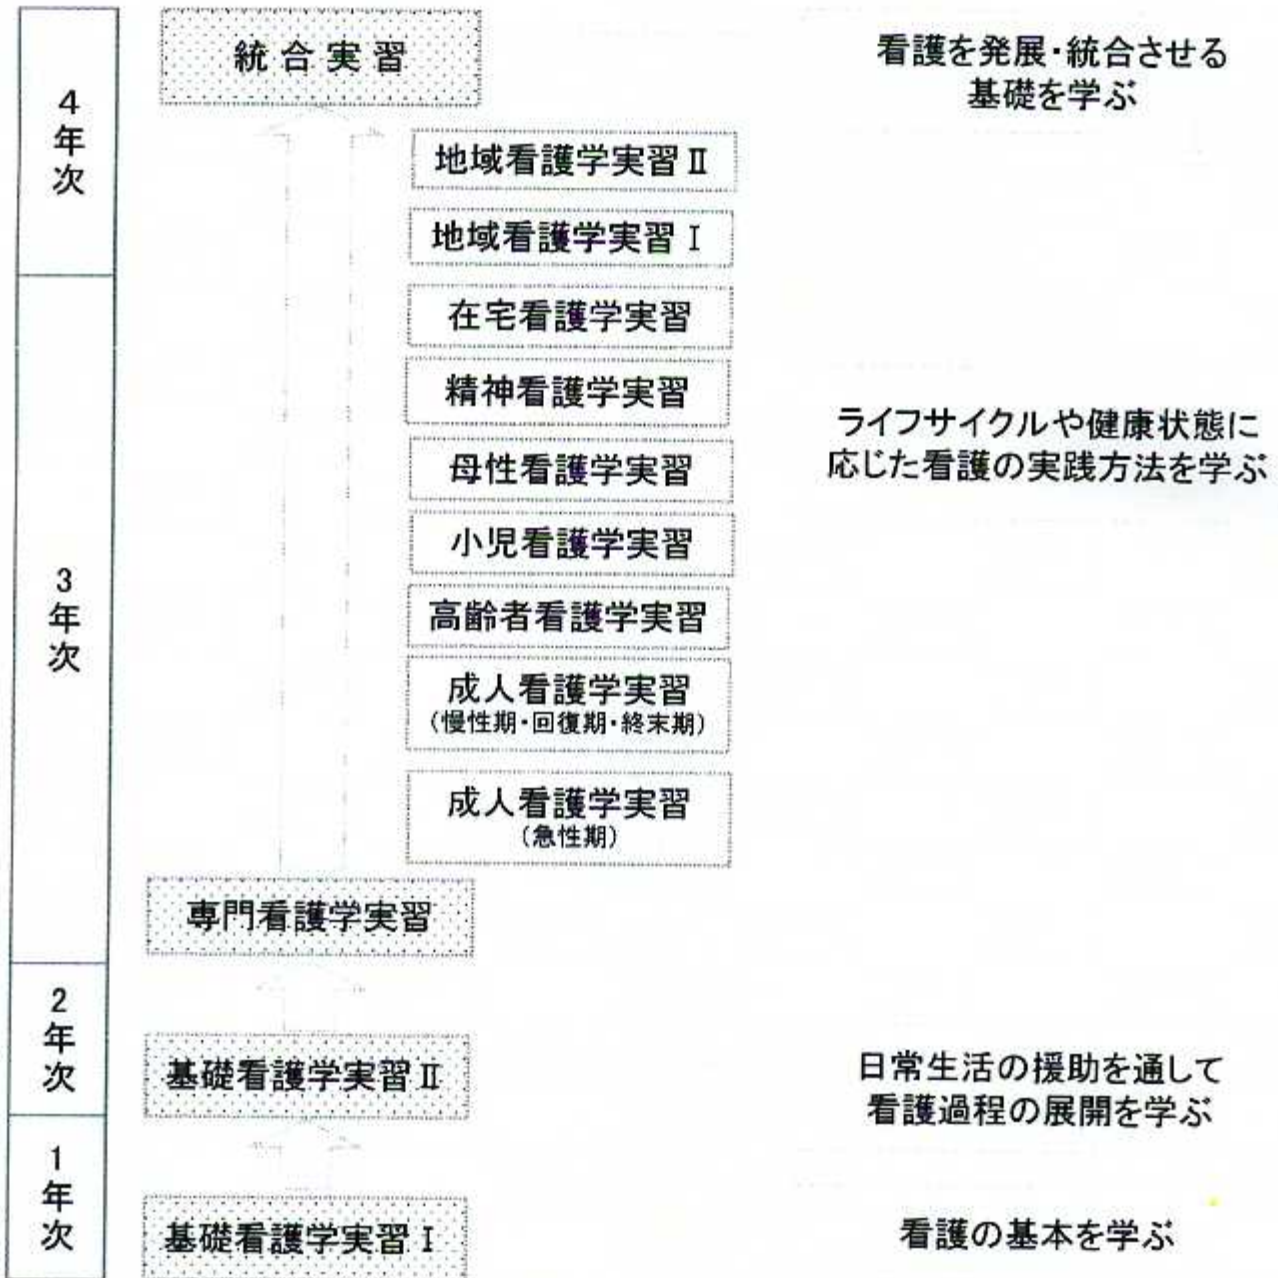 4年次
統合実習
看護を発展・統合させる
基礎を学ぶ
地域看護学実習Ⅱ
地域看護学実習Ⅰ
3年次
在宅看護学実習
精神看護学実習
母性看護学実習
小児看護学実習
高齢者看護学実習
成人看護学実習
(慢性期・回復期・終末期)
成人看護学実習
(急性期)
専門看護学実習
ライフサイクルや健康状態に
応じた看護の実践方法を学ぶ
2年次
基礎看護学実習Ⅱ
日常生活の援助を通して
看護過程の展開を学ぶ
1年次
基礎看護学実習Ⅰ
看護の基本を学ぶ